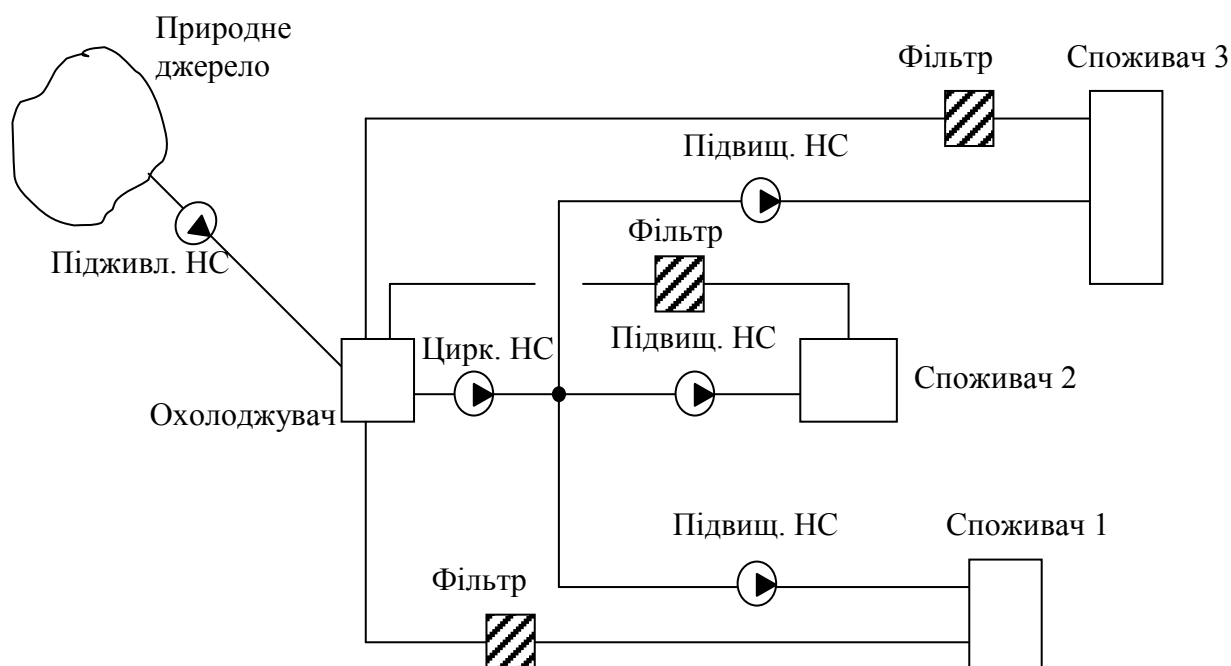 Природне
джерело
Фільтр
Споживач 3
Підвищ. НС
Фільтр
Підживл. НС
Цирк. НС
Підвищ. НС
Споживач 2
Охолоджувач
Підвищ. НС
Споживач 1
Фільтр